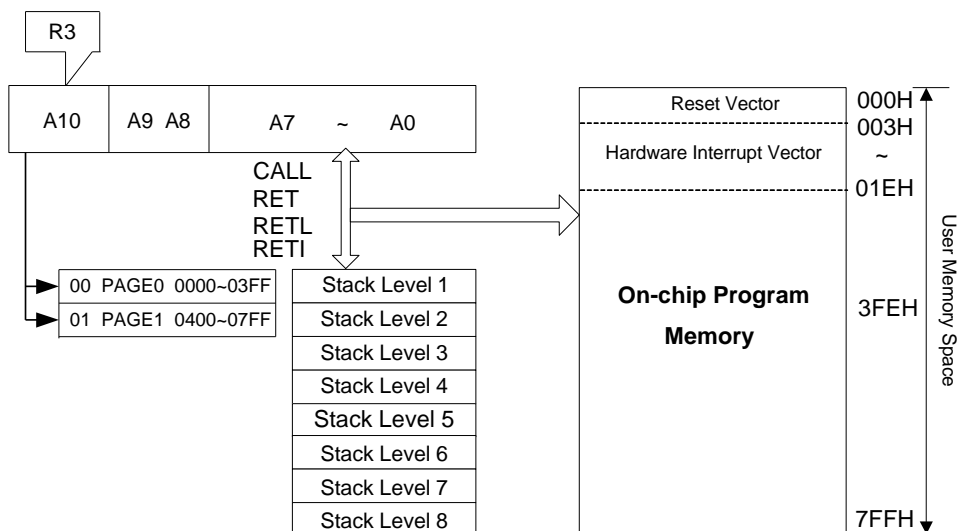 R3
A10
A9 A8
A7 ~ A0
CALL
RET
RETL
RETI
00 PAGE0 0000~03FF
01 PAGE1 0400~07FF
Stack Level 1
Stack Level 2
Stack Level 3
Stack Level 4
Stack Level 5
Stack Level 6
Stack Level 7
Stack Level 8
Reset Vector
Hardware Interrupt Vector
On-chip Program
Memory
000H
003H
~
01EH
3FEH
7FFH
User Memory Space